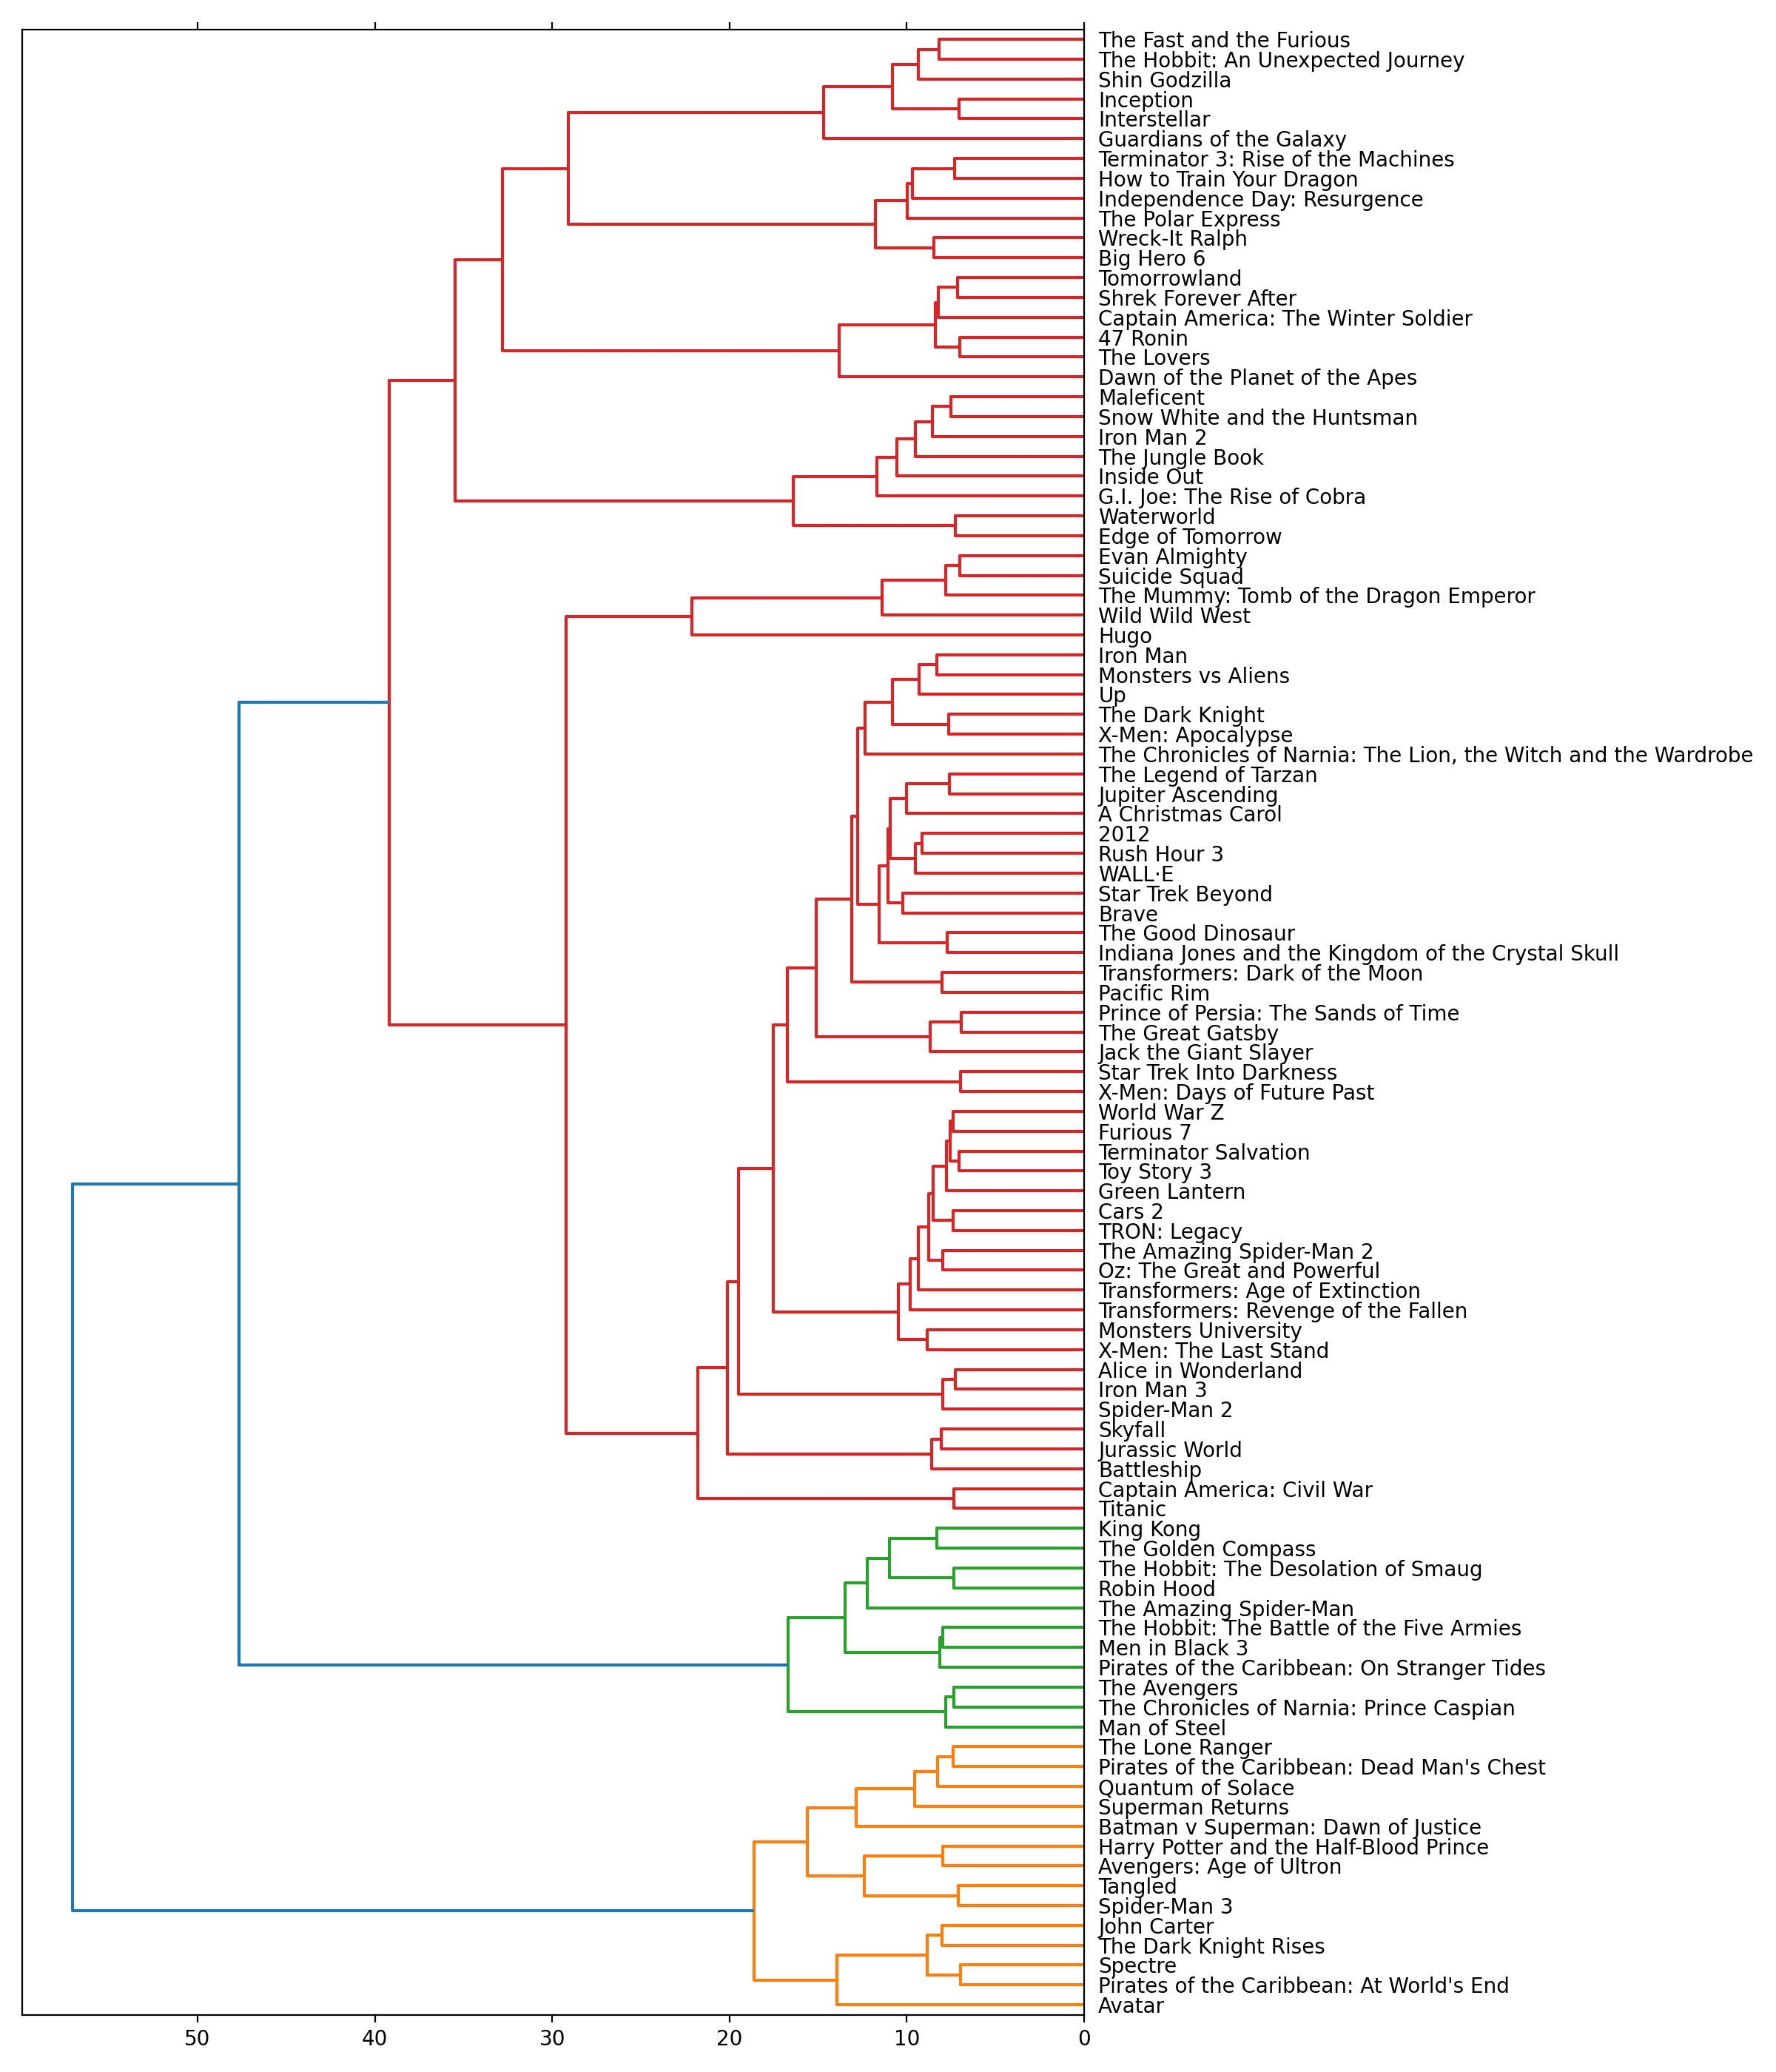 The Fast and the Furious
The Hobbit: An Unexpected Journey
Shin Godzilla
Inception
Interstellar
Guardians of the Galaxy
Terminator 3: Rise of the Machines
How to Train Your Dragon
Independence Day: Resurgence
The Polar Express
Wreck-It Ralph
Big Hero 6
Tomorrowland
Shrek Forever After
Captain America: The Winter Soldier
47 Ronin
The Lovers
Dawn of the Planet of the Apes
Maleficent
Snow White and the Huntsman
Iron Man 2
The Jungle Book
Inside Out
G.I. Joe: The Rise of Cobra
Waterworld
Edge of Tomorrow
Evan Almighty
Suicide Squad
The Mummy: Tomb of the Dragon Emperor
Wild Wild West
Hugo
Iron Man
Monsters vs Aliens
Up
The Dark Knight
X-Men: Apocalypse
The Chronicles of Narnia: The Lion, the Witch and the Wardrobe
The Legend of Tarzan
Jupiter Ascending
A Christmas Carol
2012
Rush Hour 3
WALL·E
Star Trek Beyond
Brave
The Good Dinosaur
Indiana Jones and the Kingdom of the Crystal Skull
Transformers: Dark of the Moon
Pacific Rim
Prince of Persia: The Sands of Time
The Great Gatsby
Jack the Giant Slayer
Star Trek Into Darkness
X-Men: Days of Future Past
World War Z
Furious 7
Terminator Salvation
Toy Story 3
Green Lantern
Cars 2
TRON: Legacy
The Amazing Spider-Man 2
Oz: The Great and Powerful
Transformers: Age of Extinction
Transformers: Revenge of the Fallen
Monsters University
X-Men: The Last Stand
Alice in Wonderland
Iron Man 3
Spider-Man 2
Skyfall
Jurassic World
Battleship
Captain America: Civil War
Titanic
King Kong
The Golden Compass
The Hobbit: The Desolation of Smaug
Robin Hood
The Amazing Spider-Man
The Hobbit: The Battle of the Five Armies
Men in Black 3
Pirates of the Caribbean: On Stranger Tides
The Avengers
The Chronicles of Narnia: Prince Caspian
Man of Steel
The Lone Ranger
Pirates of the Caribbean: Dead Man's Chest
Quantum of Solace
Superman Returns
Batman v Superman: Dawn of Justice
Harry Potter and the Half-Blood Prince
Avengers: Age of Ultron
Tangled
Spider-Man 3
John Carter
The Dark Knight Rises
Spectre
Pirates of the Caribbean: At World's End
Avatar
50 40 30 20 10 0